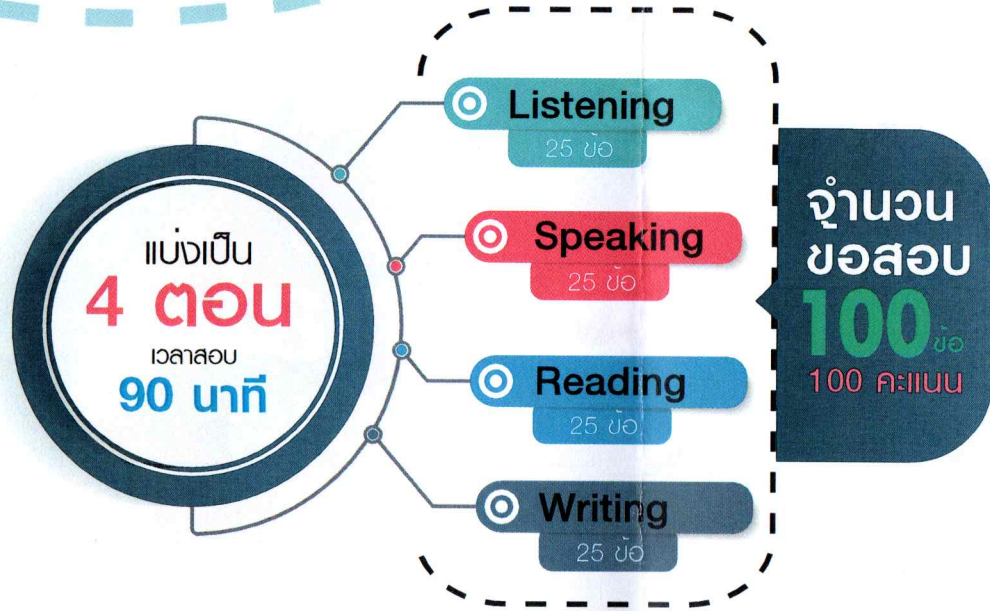 แบ่งเป็น
4 ตอน
เวลาสอบ
90 นาที
Listening
25 ข้อ
Speaking
25 ข้อ
Reading
25 ข้อ
Writing
25 ข้อ
จำนวน
ข้อสอบ
100 ข้อ
100 คะแนน